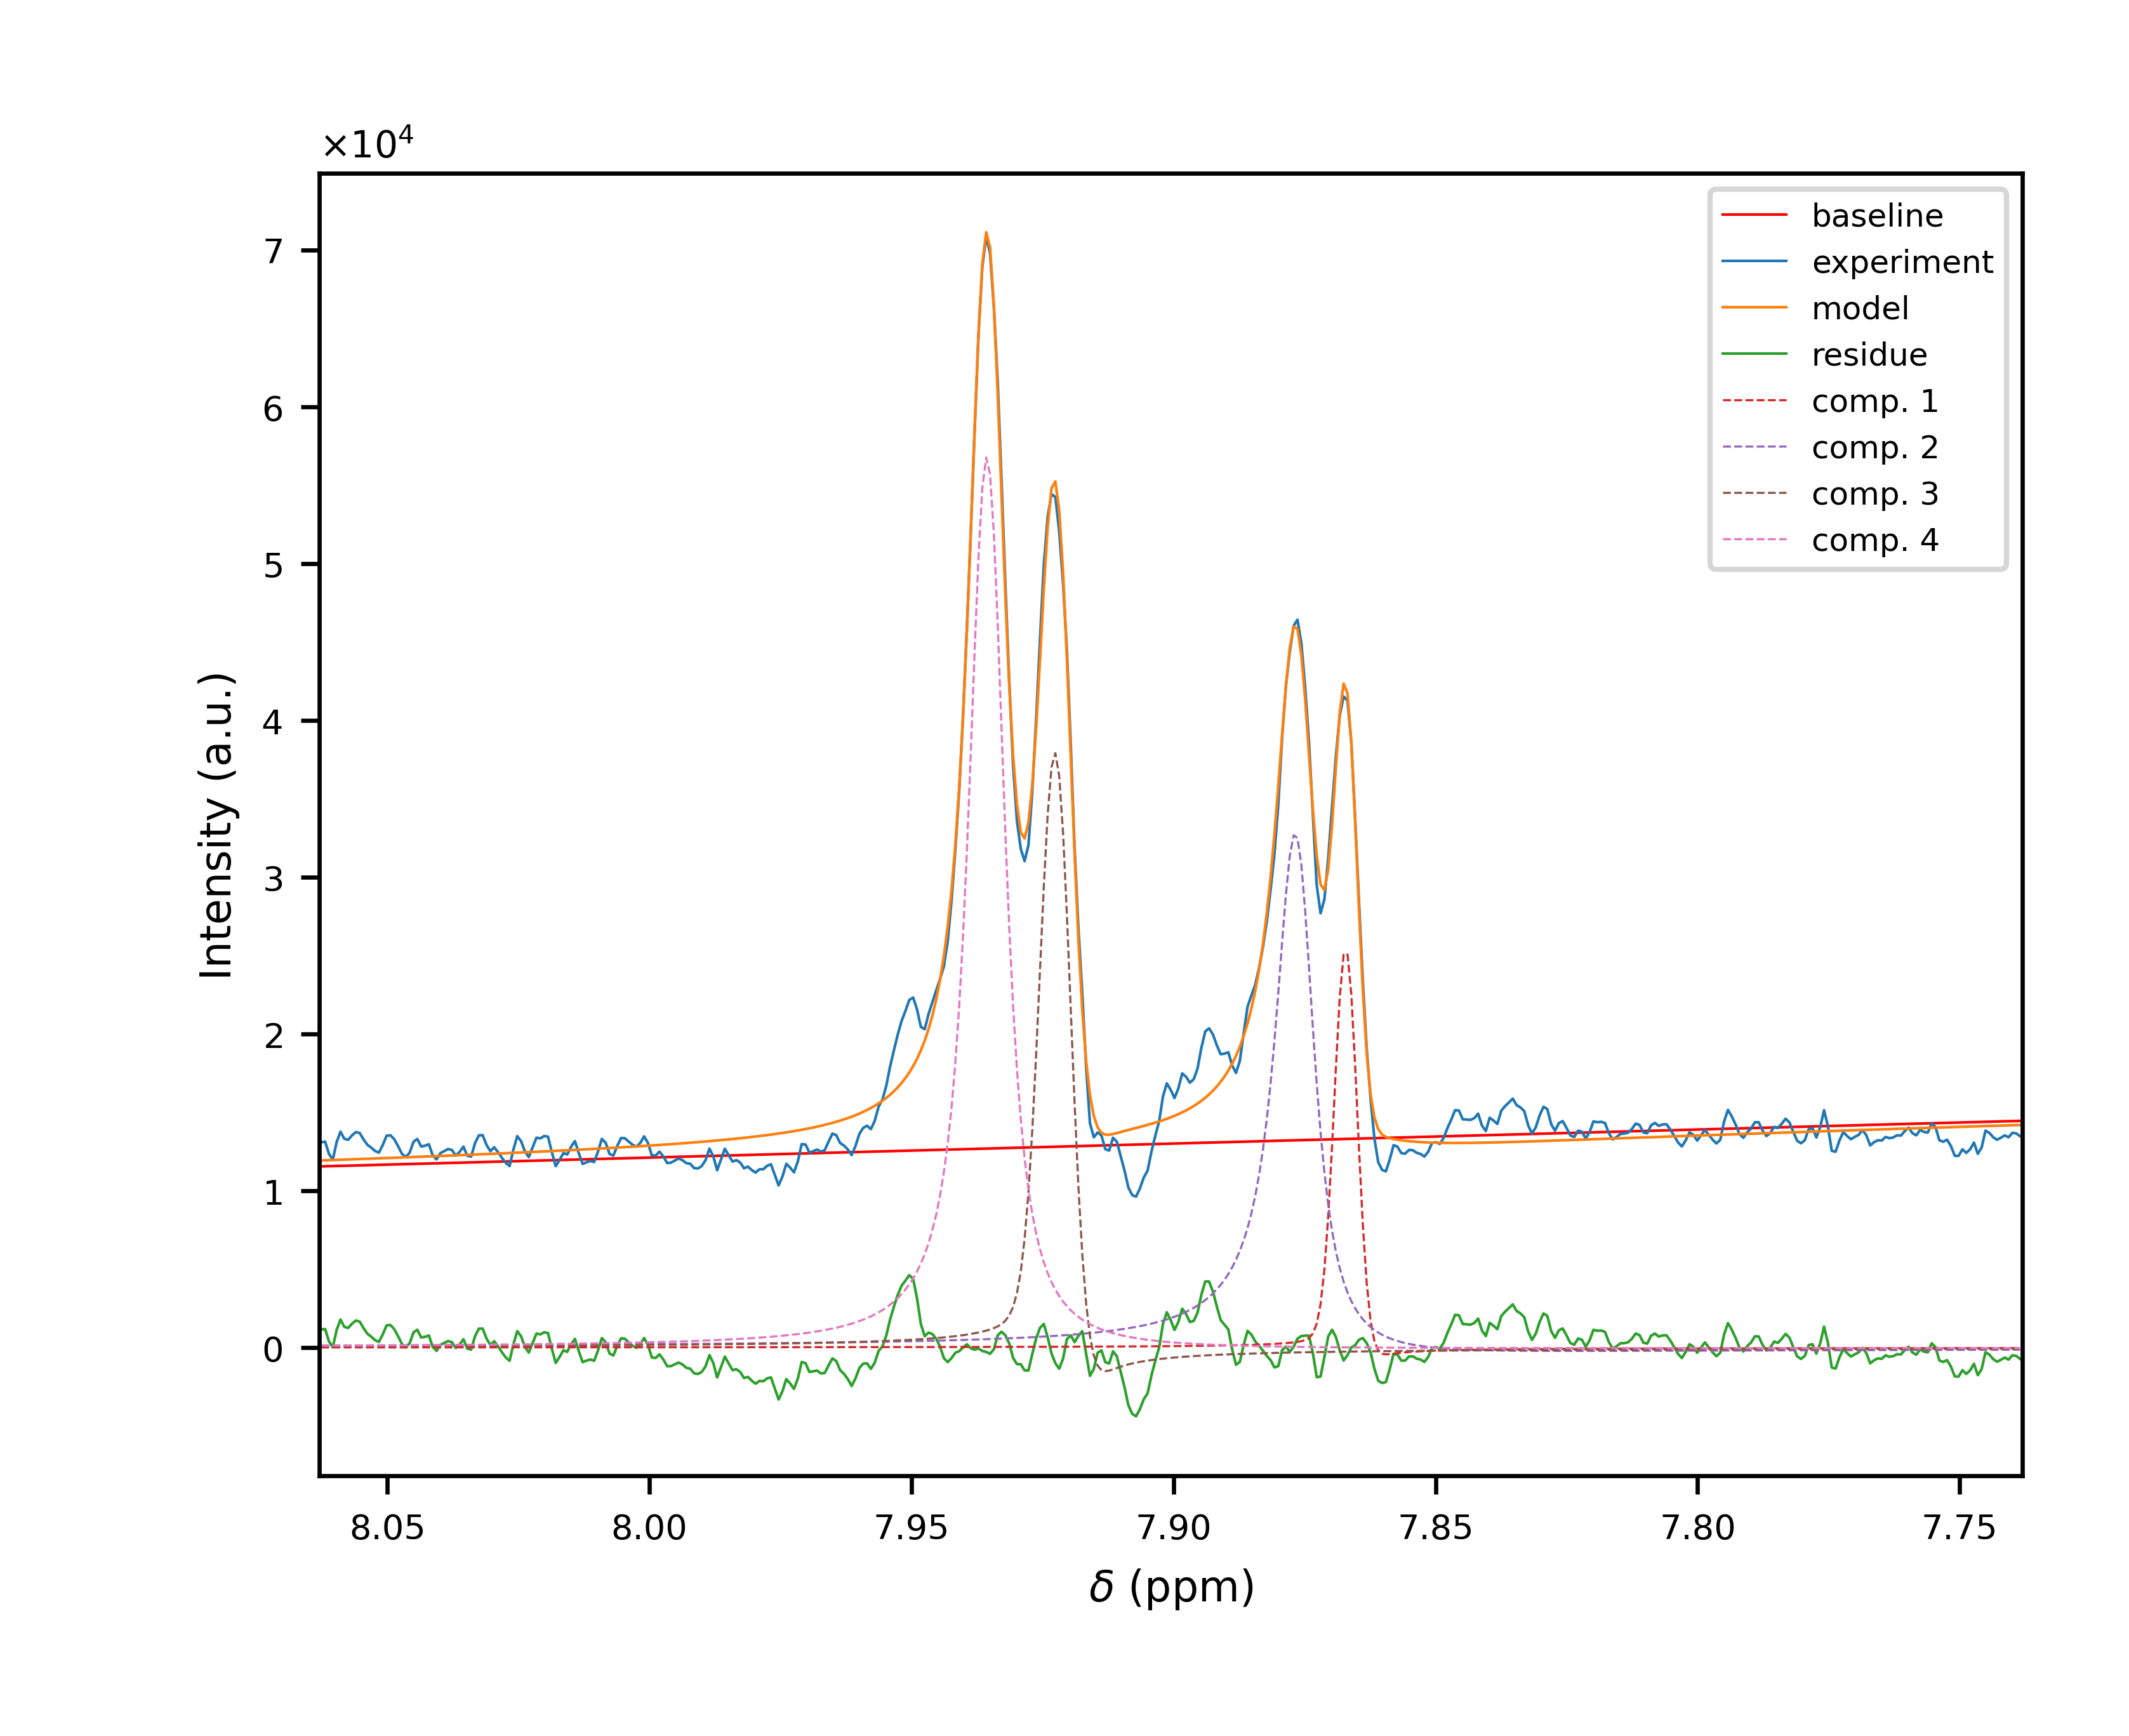 ×10⁴
baseline
experiment
model
residue
comp. 1
comp. 2
comp. 3
comp. 4
7
6
5
4
3
2
1
0
Intensity (a.u.)
8.05 8.00 7.95 7.90 7.85 7.80 7.75
δ (ppm)